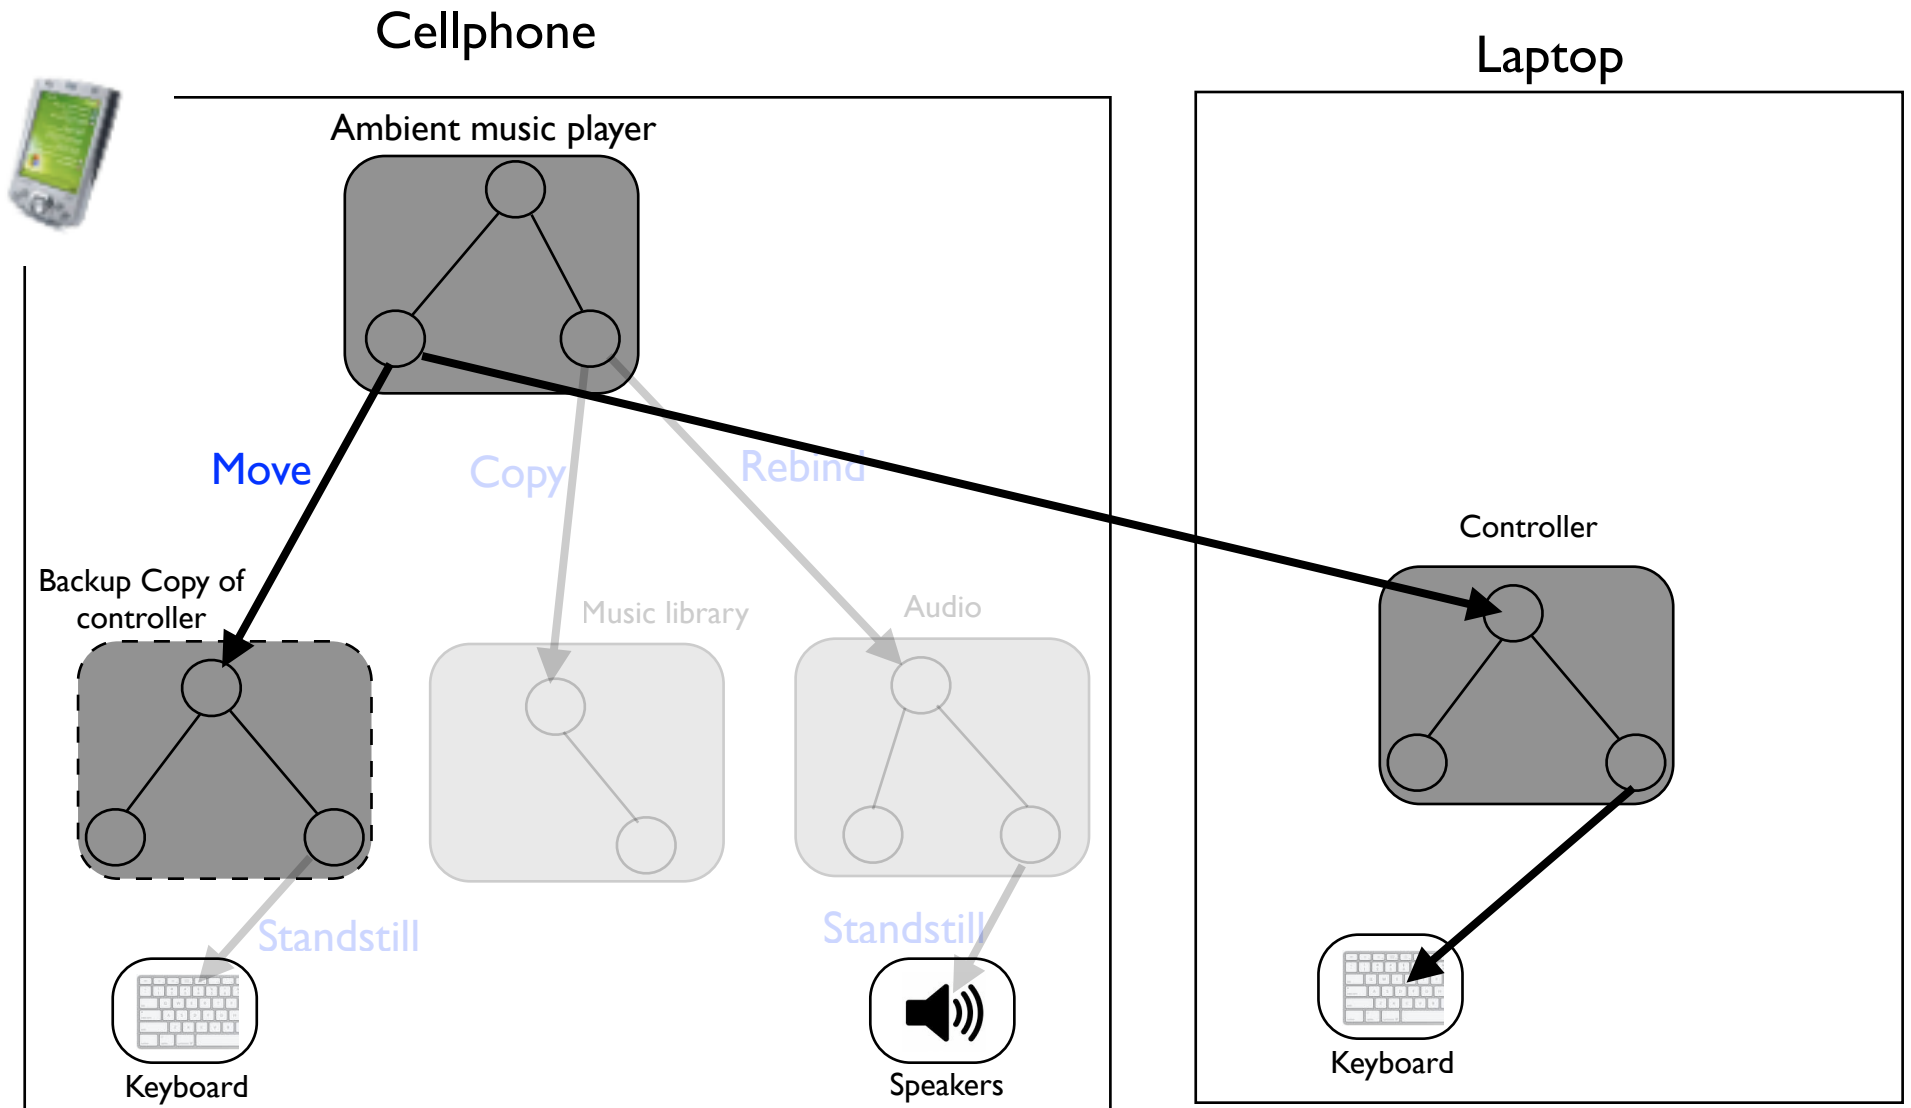 Cellphone
Laptop
Ambient music player
Move
Copy
Rebind
Controller
Backup Copy of
controller
Music library
Audio
Standstill
Standstill
Keyboard
Speakers
Keyboard